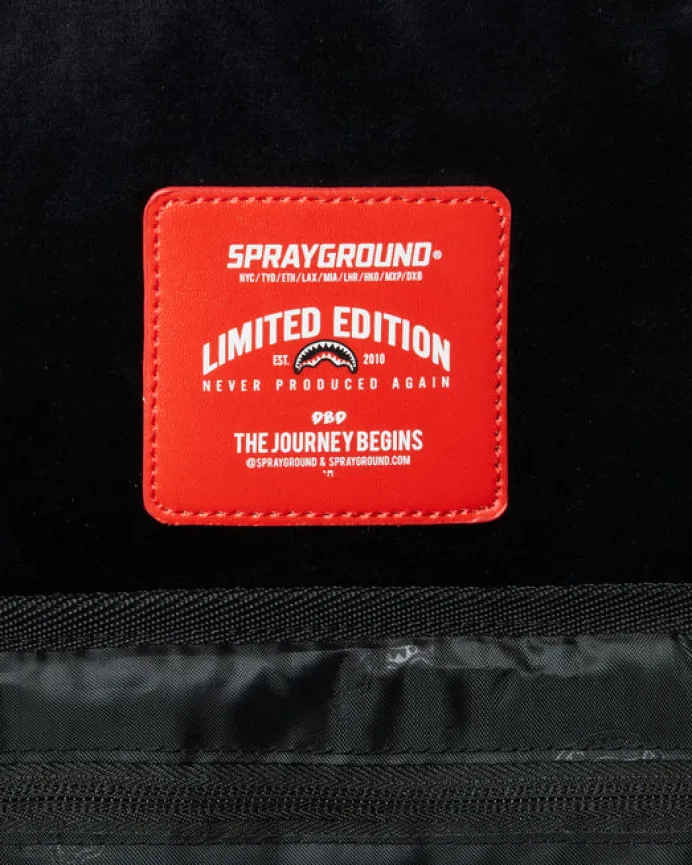 SPRAYGROUND®
NYC/TYO/ETH/LAX/MIA/LHR/HKG/MXP/DXB
LIMITED EDITION
EST. 2010
NEVER PRODUCED AGAIN
DBD
THE JOURNEY BEGINS
@SPRAYGROUND & SPRAYGROUND.COM